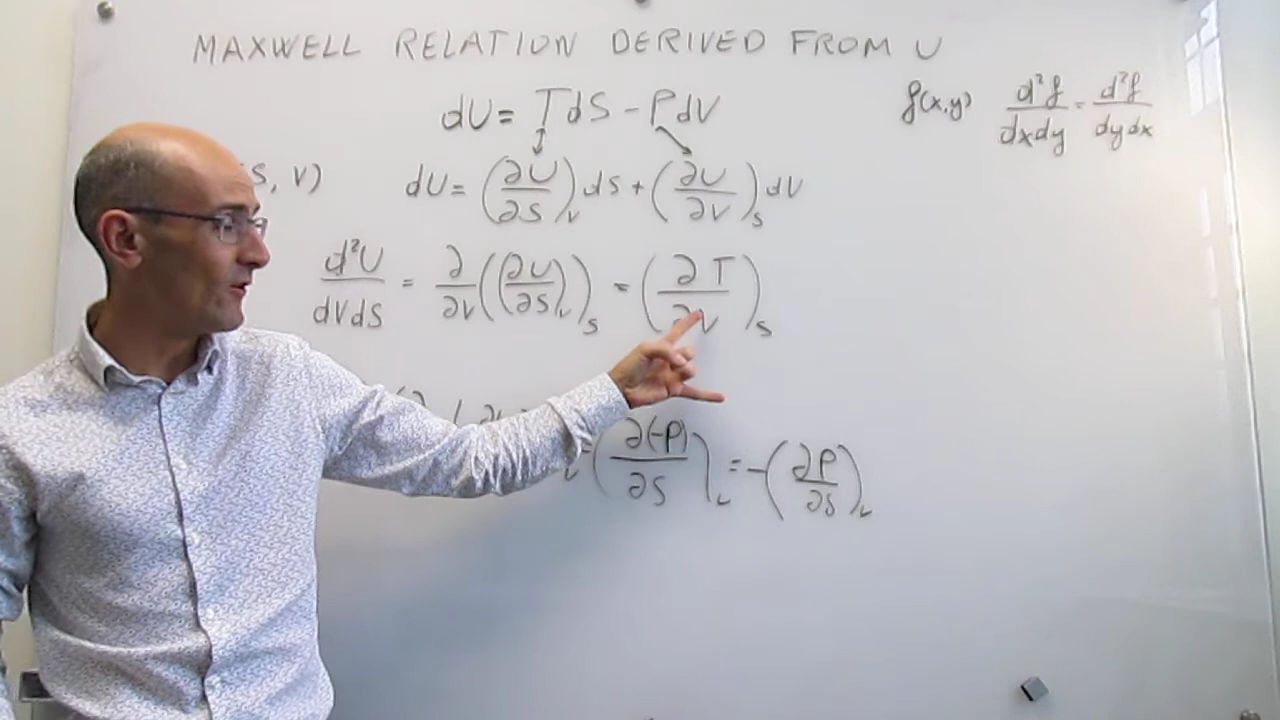 MAXWELL RELATION DERIVED FROM U
dU = TdS - PdV
f(x,y) d²f/dxdy = d²f/dydx
S, V)
dU = (∂U/∂S)_V dS + (∂U/∂V)_S dV
d²U/dVdS = ∂/∂V((∂U/∂S)_V)_S = (∂T/∂V)_S
= (∂(-P)/∂S)_V = -(∂P/∂S)_V